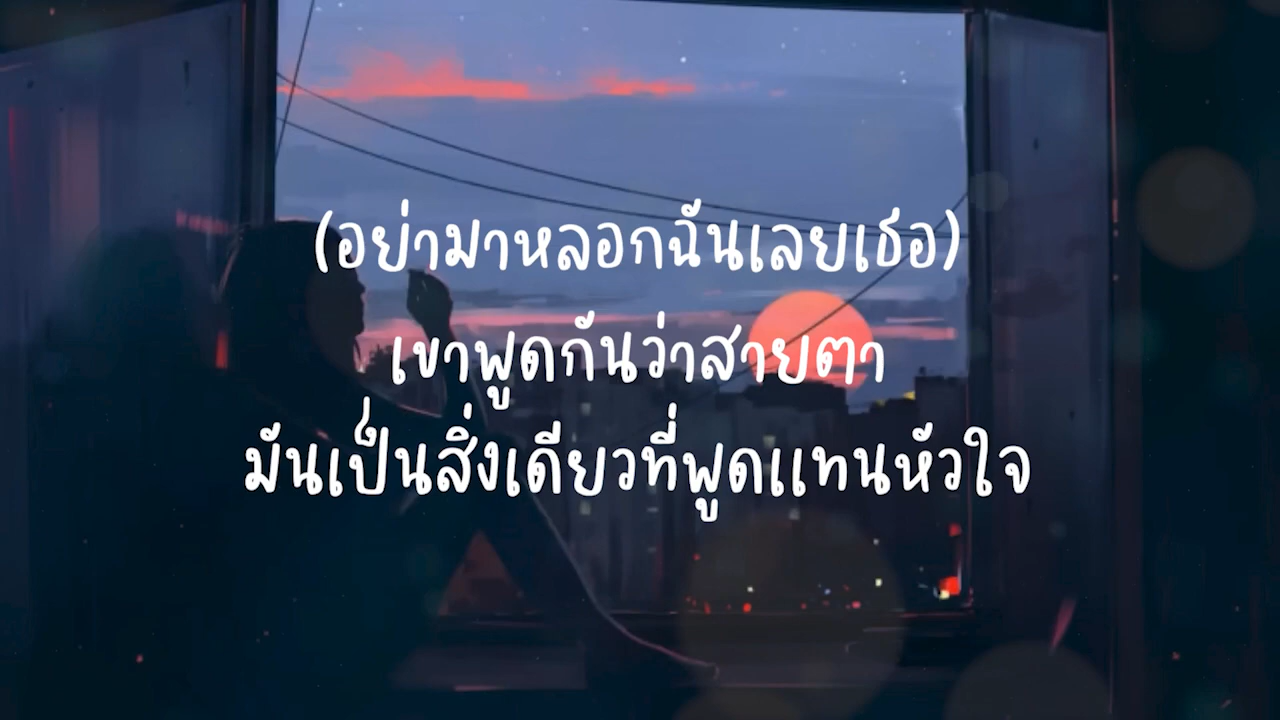 (อย่ามาหลอกฉันเลยเธอ)
เขาพูดกันว่าสายตา
มันเป็นสิ่งเดียวที่พูดแทนหัวใจ